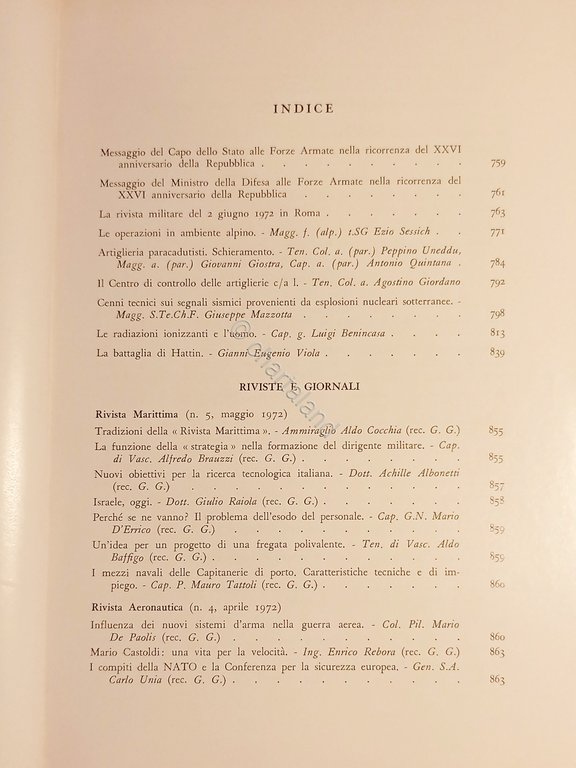 INDICE
Messaggio del Capo dello Stato alle Forze Armate nella ricorrenza del XXVI
anniversario della Repubblica . . . . . . . . . . 759
Messaggio del Ministro della Difesa alle Forze Armate nella ricorrenza del
XXVI anniversario della Repubblica . . . . . . . . 761
La rivista militare del 2 giugno 1972 in Roma . . . . . . . 763
Le operazioni in ambiente alpino. - Magg. f. (alp.) t.SG Ezio Sessich . . 771
Artiglieria paracadutisti. Schieramento. - Ten. Col. a. (par.) Peppino Uneddu,
Magg. a. (par.) Giovanni Giostra, Cap. a. (par.) Antonio Quintana . 784
Il Centro di controllo delle artiglierie c/a l. - Ten. Col. a. Agostino Giordano 792
Cenni tecnici sui segnali sismici provenienti da esplosioni nucleari sotterranee. -
Magg. S.Te.Ch.F. Giuseppe Mazzotta . . . . . . . . 798
Le radiazioni ionizzanti e l'uomo. - Cap. g. Luigi Benincasa . . . . 813
La battaglia di Hattin. - Gianni Eugenio Viola . . . . . . . 839
© chartaland
RIVISTE E GIORNALI
Rivista Marittima (n. 5, maggio 1972)
Tradizioni della « Rivista Marittima ». - Ammiraglio Aldo Cocchia (rec. G. G.) 855
La funzione della « strategia » nella formazione del dirigente militare. - Cap.
di Vasc. Alfredo Brauzzi (rec. G. G.) . . . . . . . . 855
Nuovi obiettivi per la ricerca tecnologica italiana. - Dott. Achille Albonetti
(rec. G. G.) . . . . . . . . . . . . . 857
Israele, oggi. - Dott. Giulio Raiola (rec. G. G.) . . . . . . . 858
Perché se ne vanno? Il problema dell'esodo del personale. - Cap. G.N. Mario
D'Errico (rec. G. G.) . . . . . . . . . . . 859
Un'idea per un progetto di una fregata polivalente. - Ten. di Vasc. Aldo
Baffigo (rec. G. G.) . . . . . . . . . . . 859
I mezzi navali delle Capitanerie di porto. Caratteristiche tecniche e di im-
piego. - Cap. P. Mauro Tattoli (rec. G. G.) . . . . . . . 860
Rivista Aeronautica (n. 4, aprile 1972)
Influenza dei nuovi sistemi d'arma nella guerra aerea. - Col. Pil. Mario
De Paolis (rec. G. G.) . . . . . . . . . . . 860
Mario Castoldi: una vita per la velocità. - Ing. Enrico Rebora (rec. G. G.) 863
I compiti della NATO e la Conferenza per la sicurezza europea. - Gen. S.A.
Carlo Unia (rec. G. G.) . . . . . . . . . . . 863